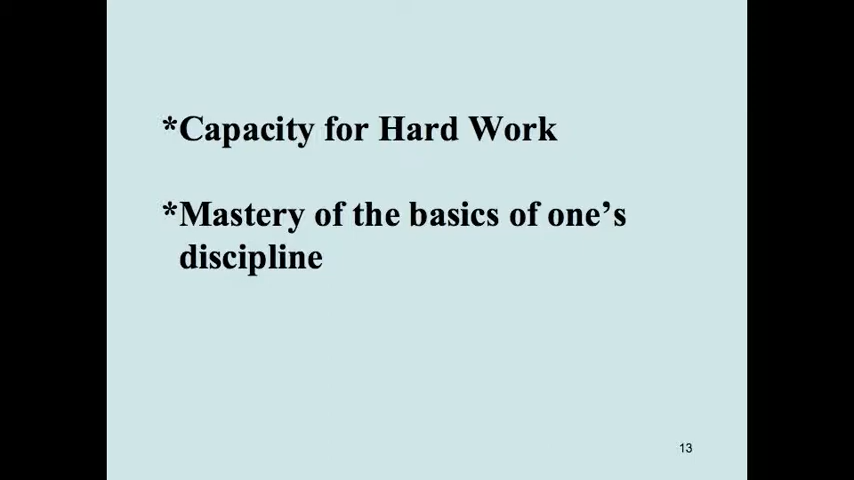 *Capacity for Hard Work
*Mastery of the basics of one’s
discipline
13